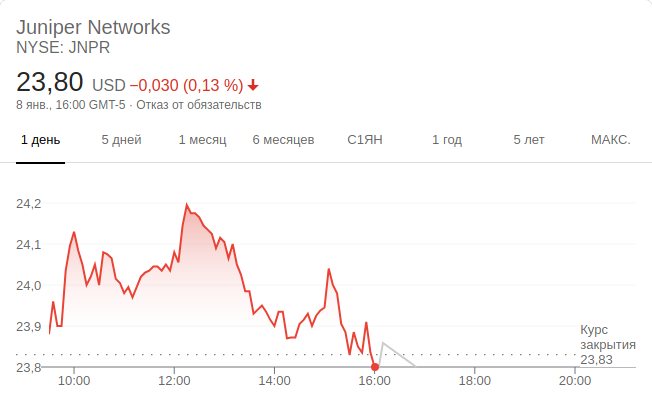 Juniper Networks
NYSE: JNPR
23,80 USD −0,030 (0,13 %)
8 янв., 16:00 GMT-5 · Отказ от обязательств
1 день 5 дней 1 месяц 6 месяцев С1ЯН 1 год 5 лет МАКС.
24,2
24,1
24,0
23,9
Курс
закрытия
23,83
23,8
10:00 12:00 14:00 16:00 18:00 20:00